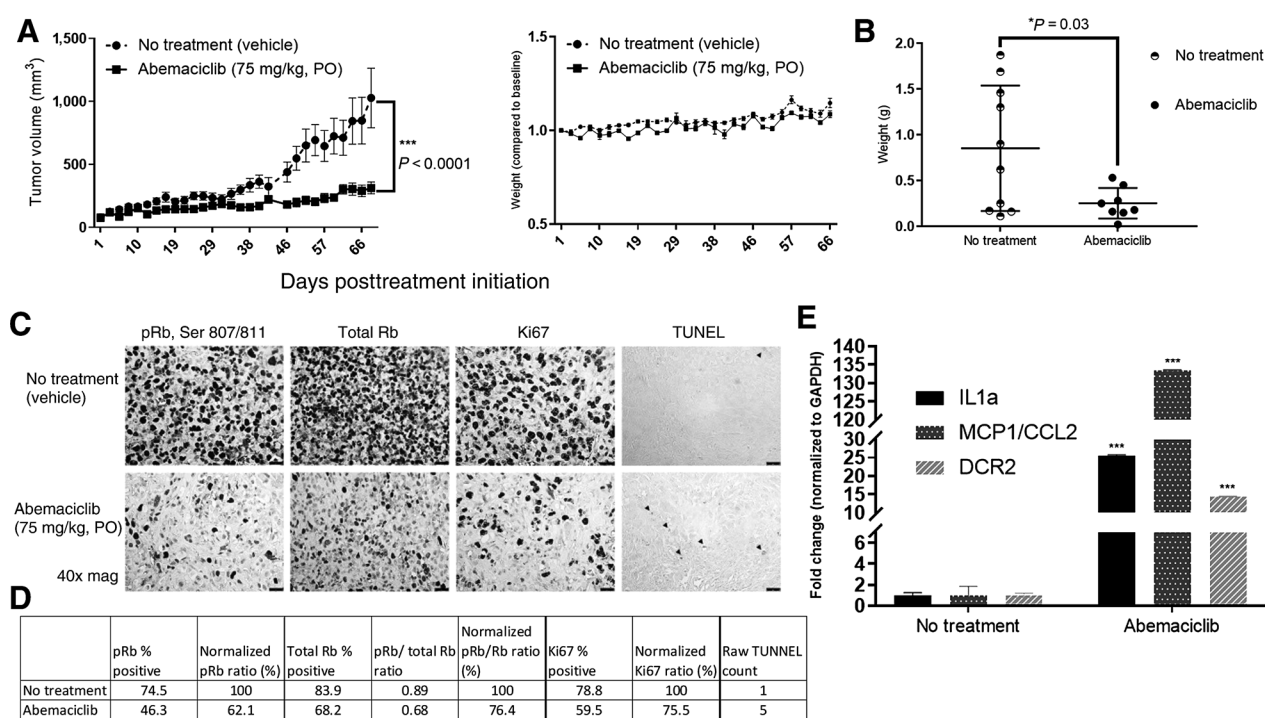 A
1,500
1,000
500
0
Tumor volume (mm3)
No treatment (vehicle)
Abemaciclib (75 mg/kg, PO)
***
P < 0.0001
1 10 19 29 38 46 57 66
1.5
1.0
0.5
Weight (compared to baseline)
No treatment (vehicle)
Abemaciclib (75 mg/kg, PO)
1 10 19 29 38 46 57 66
Days posttreatment initiation
B
*P = 0.03
2.0
1.5
1.0
0.5
0.0
Weight (g)
No treatment
Abemaciclib
No treatment Abemaciclib
C
pRb, Ser 807/811 Total Rb Ki67 TUNEL
No treatment
(vehicle)
Abemaciclib
(75 mg/kg, PO)
40x mag
D
pRb %
positive
Normalized
pRb ratio (%)
Total Rb %
positive
pRb/ total Rb
ratio
Normalized
pRb/Rb ratio
(%)
Ki67 %
positive
Normalized
Ki67 ratio (%)
Raw TUNNEL
count
No treatment 74.5 100 83.9 0.89 100 78.8 100 1
Abemaciclib 46.3 62.1 68.2 0.68 76.4 59.5 75.5 5
E
140
135
130
125
120
30
25
20
15
10
6
4
2
0
Fold change (normalized to GAPDH)
IL1a
MCP1/CCL2
DCR2
***
***
***
No treatment Abemaciclib